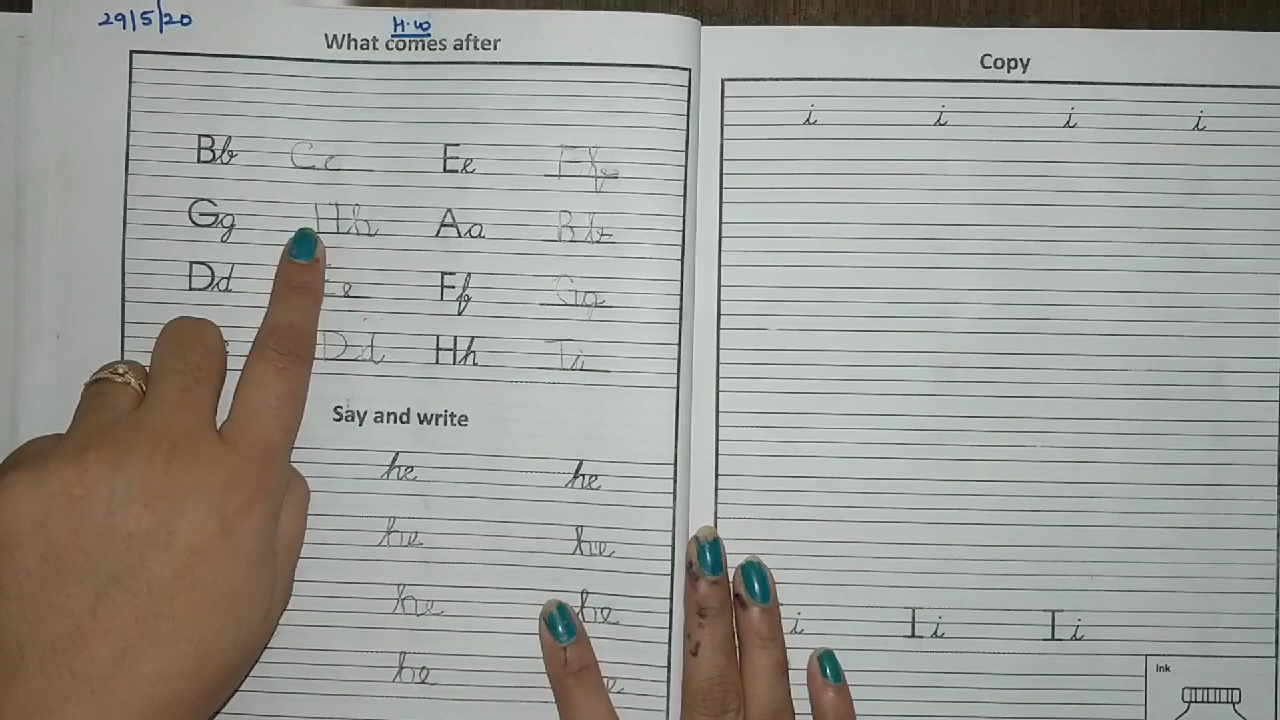 29/5/20
H.W
What comes after
Bb Cc Ee Ff
Gg Hh Aa Bb
Dd e Ff Gg
Dd Hh Ii
Say and write
he he
he he
he he
he e
Copy
i i i i
i Ii Ii
Ink